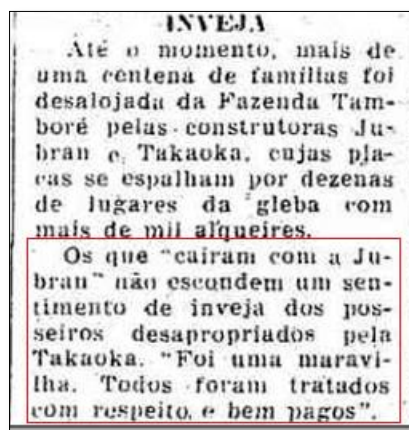 INVEJA
Até o momento, mais de
uma centena de famílias foi
desalojada da Fazenda Tam-
boré pelas construtoras Ju-
bran e Takaoka, cujas pla-
cas se espalham por dezenas
de lugares da gleba com
mais de mil alqueires.
Os que "caíram com a Ju-
bran" não escondem um sen-
timento de inveja dos pos-
seiros desapropriados pela
Takaoka. "Foi uma maravi-
lha. Todos foram tratados
com respeito, e bem pagos".